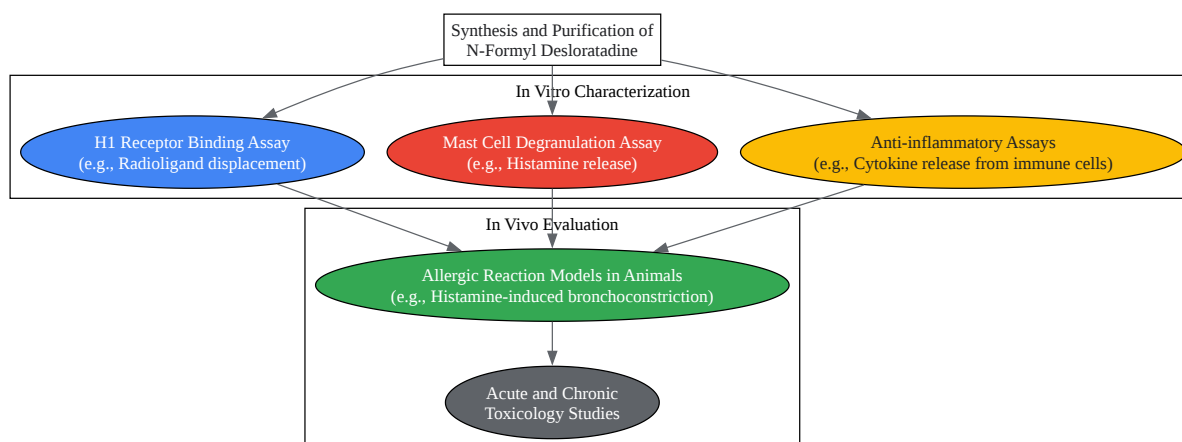 Synthesis and Purification of
N-Formyl Desloratadine
In Vitro Characterization
H1 Receptor Binding Assay
(e.g., Radioligand displacement)
Mast Cell Degranulation Assay
(e.g., Histamine release)
Anti-inflammatory Assays
(e.g., Cytokine release from immune cells)
In Vivo Evaluation
Allergic Reaction Models in Animals
(e.g., Histamine-induced bronchoconstriction)
Acute and Chronic
Toxicology Studies